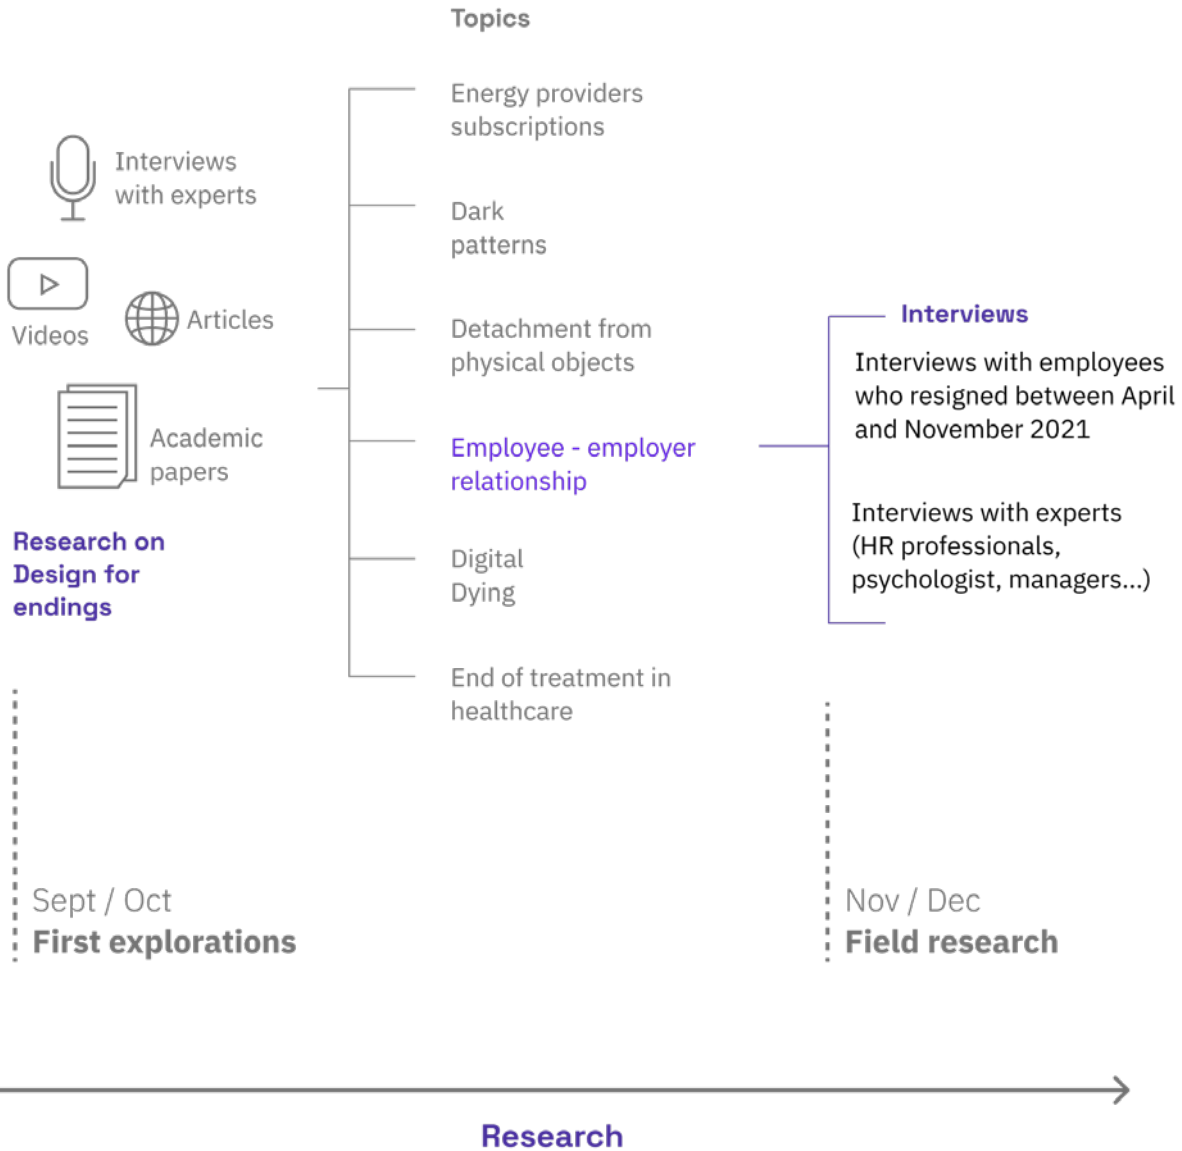 Topics
Interviews
with experts
Videos
Articles
Academic
papers
Research on
Design for
endings
Energy providers
subscriptions
Dark
patterns
Detachment from
physical objects
Employee - employer
relationship
Digital
Dying
End of treatment in
healthcare
Interviews
Interviews with employees
who resigned between April
and November 2021
Interviews with experts
(HR professionals,
psychologist, managers...)
Sept / Oct
First explorations
Nov / Dec
Field research
Research